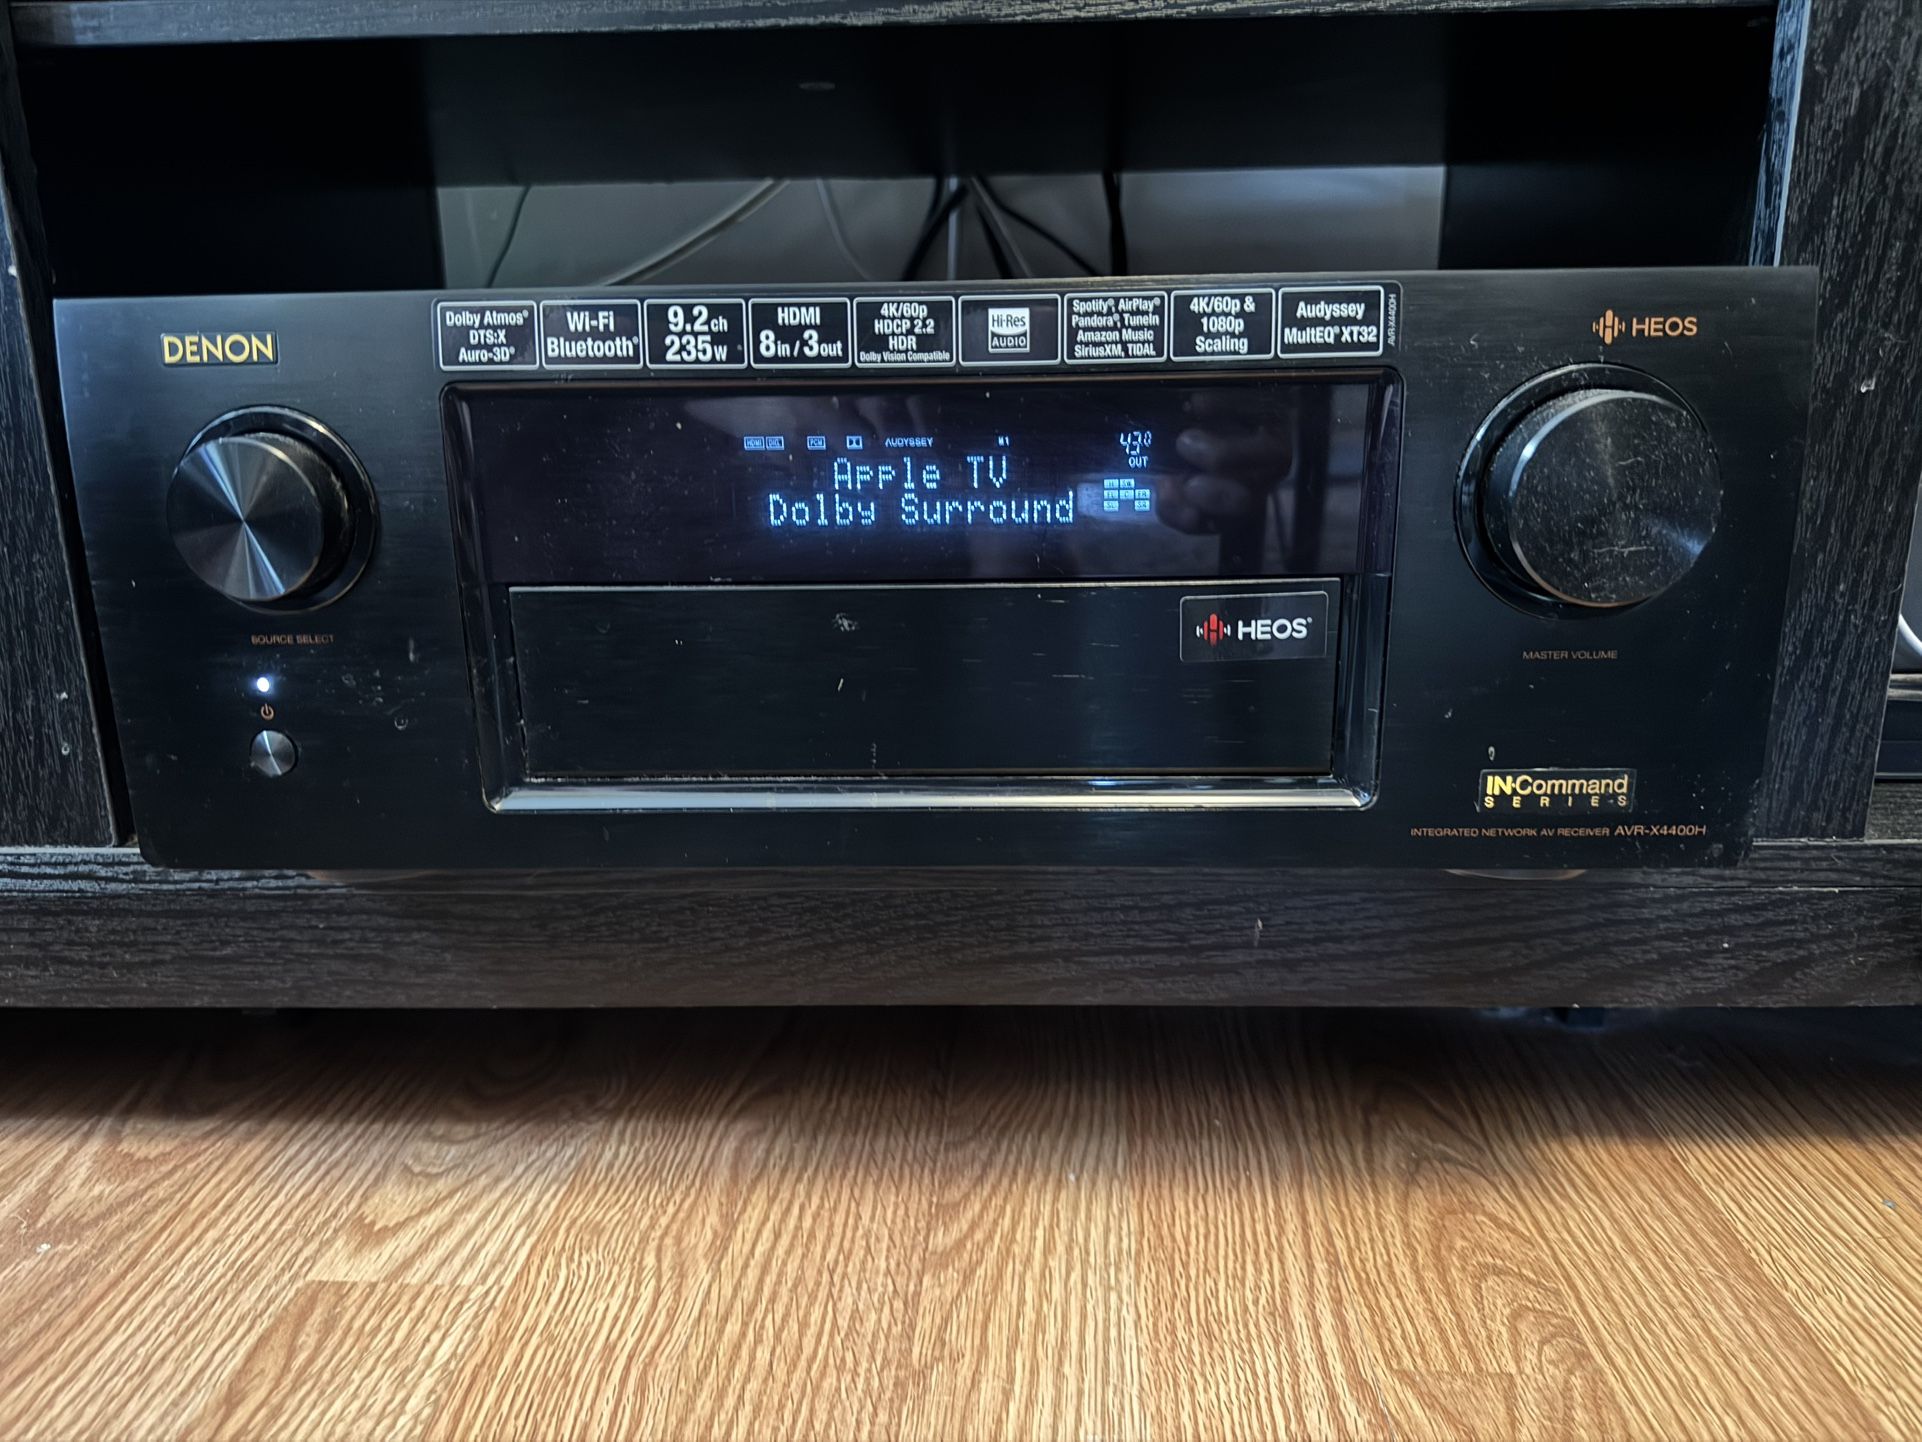 DENON
Dolby Atmos®
DTS:X
Auro-3D®
Wi-Fi
Bluetooth®
9.2ch
235W
HDMI
8in / 3out
4K/60p
HDCP 2.2
HDR
Dolby Vision Compatible
Hi-Res
AUDIO
Spotify®, AirPlay®
Pandora®, TuneIn
Amazon Music
SiriusXM, TIDAL
4K/60p &
1080p
Scaling
Audyssey
MultEQ® XT32
AVR-X4400H
HEOS
HDMI
PCM
AUDYSSEY
430
OUT
Apple TV
Dolby Surround
HEOS®
SOURCE SELECT
MASTER VOLUME
IN•Command
SERIES
INTEGRATED NETWORK AV RECEIVER AVR-X4400H